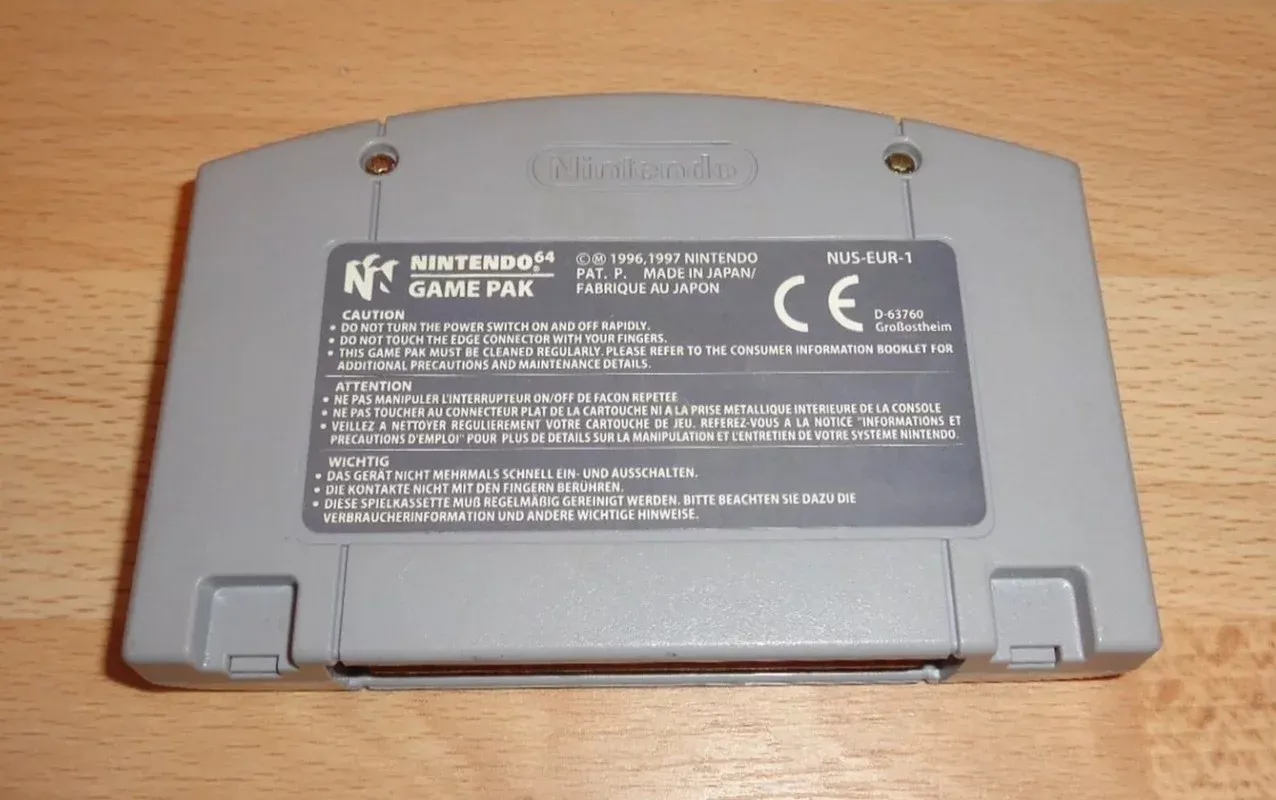 Nintendo
NINTENDO64
GAME PAK
©Ⓜ 1996,1997 NINTENDO
PAT. P. MADE IN JAPAN/
FABRIQUE AU JAPON
NUS-EUR-1
CE
D-63760
Großostheim
CAUTION
• DO NOT TURN THE POWER SWITCH ON AND OFF RAPIDLY.
• DO NOT TOUCH THE EDGE CONNECTOR WITH YOUR FINGERS.
• THIS GAME PAK MUST BE CLEANED REGULARLY. PLEASE REFER TO THE CONSUMER INFORMATION BOOKLET FOR
ADDITIONAL PRECAUTIONS AND MAINTENANCE DETAILS.
ATTENTION
• NE PAS MANIPULER L'INTERRUPTEUR ON/OFF DE FACON REPETEE
• NE PAS TOUCHER AU CONNECTEUR PLAT DE LA CARTOUCHE NI A LA PRISE METALLIQUE INTERIEURE DE LA CONSOLE
• VEILLEZ A NETTOYER REGULIEREMENT VOTRE CARTOUCHE DE JEU. REFEREZ-VOUS A LA NOTICE "INFORMATIONS ET
PRECAUTIONS D'EMPLOI" POUR PLUS DE DETAILS SUR LA MANIPULATION ET L'ENTRETIEN DE VOTRE SYSTEME NINTENDO.
WICHTIG
• DAS GERÄT NICHT MEHRMALS SCHNELL EIN- UND AUSSCHALTEN.
• DIE KONTAKTE NICHT MIT DEN FINGERN BERÜHREN.
• DIESE SPIELKASSETTE MUß REGELMÄßIG GEREINIGT WERDEN. BITTE BEACHTEN SIE DAZU DIE
VERBRAUCHERINFORMATION UND ANDERE WICHTIGE HINWEISE.